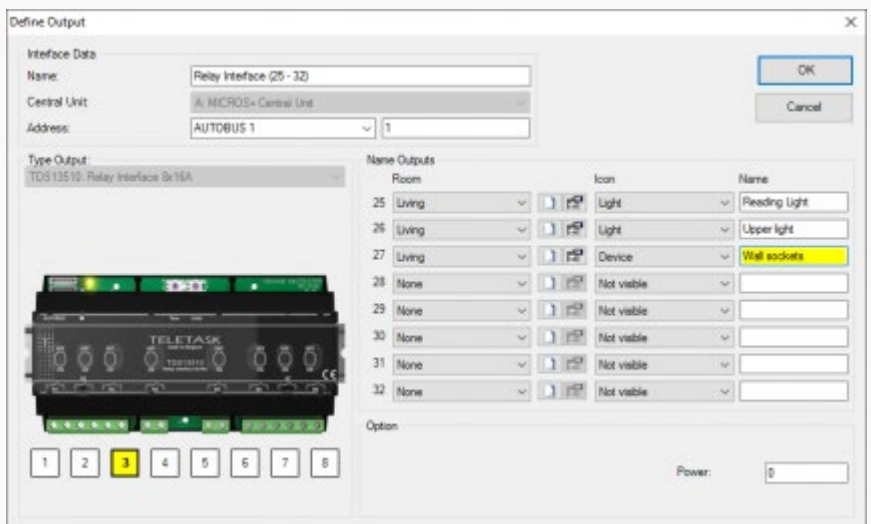 Define Output
Interface Data
Name: Relay Interface (25 - 32)
Central Unit A: MICROS+ Central Unit
Address: AUTOBUS 1 1
OK
Cancel
Type Output:
TDS13510: Relay Interface 8x16A
Name Outputs
Room Icon Name
25 Living Light Reading Light
26 Living Light Upper light
27 Living Device Wall sockets
28 None Not visible
29 None Not visible
30 None Not visible
31 None Not visible
32 None Not visible
TELETASK
TDS13510
CE
1 2 3 4 5 6 7 8
Option
Power: 0